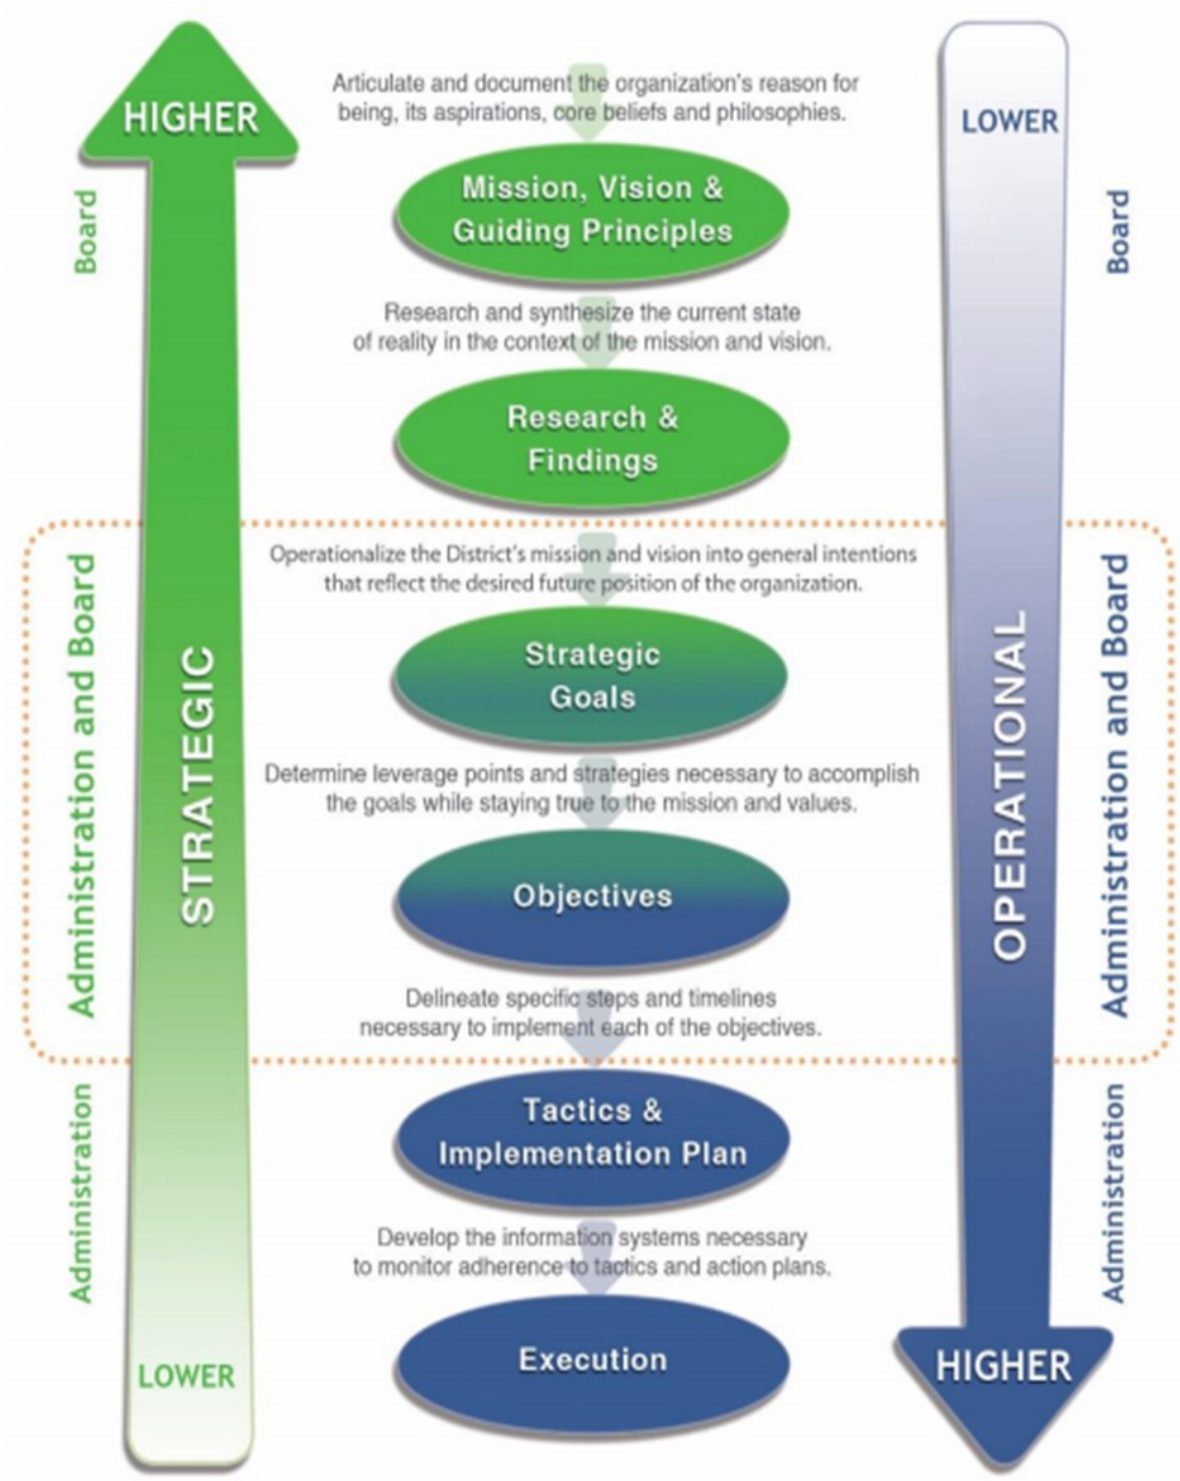 HIGHER
Board
STRATEGIC
Administration and Board
Administration
LOWER
Articulate and document the organization's reason for
being, its aspirations, core beliefs and philosophies.
Mission, Vision &
Guiding Principles
Research and synthesize the current state
of reality in the context of the mission and vision.
Research &
Findings
Operationalize the District's mission and vision into general intentions
that reflect the desired future position of the organization.
Strategic
Goals
Determine leverage points and strategies necessary to accomplish
the goals while staying true to the mission and values.
Objectives
Delineate specific steps and timelines
necessary to implement each of the objectives.
Tactics &
Implementation Plan
Develop the information systems necessary
to monitor adherence to tactics and action plans.
Execution
LOWER
Board
OPERATIONAL
Administration and Board
Administration
HIGHER